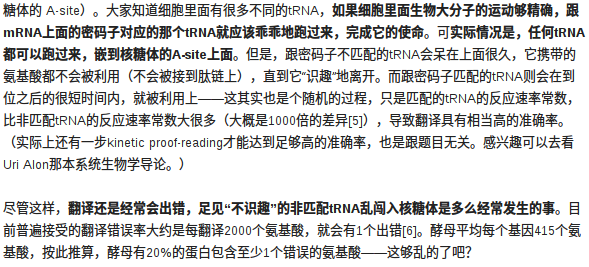 糖体的 A-site）。大家知道细胞里面有很多不同的tRNA，如果细胞里面生物大分子的运动够精确，跟
mRNA上面的密码子对应的那个tRNA就应该乖乖地跑过来，完成它的使命。可实际情况是，任何tRNA
都可以跑过来，嵌到核糖体的A-site上面。但是，跟密码子不匹配的tRNA会呆在上面很久，它携带的
氨基酸都不会被利用（不会被接到肽链上），直到它“识趣”地离开。而跟密码子匹配的tRNA则会在到
位之后的很短时间内，就被利用上——这其实也是个随机的过程，只是匹配的tRNA的反应速率常数，
比非匹配tRNA的反应速率常数大很多（大概是1000倍的差异[5]），导致翻译具有相当高的准确率。
（实际上还有一步kinetic proof-reading才能达到足够高的准确率，也是跟题目无关。感兴趣可以去看
Uri Alon那本系统生物学导论。）
尽管这样，翻译还是经常会出错，足见“不识趣”的非匹配tRNA乱闯入核糖体是多么经常发生的事。目
前普遍接受的翻译错误率大约是每翻译2000个氨基酸，就会有1个出错[6]。酵母平均每个基因415个氨
基酸，按此推算，酵母有20%的蛋白包含至少1个错误的氨基酸——这够乱的了吧？